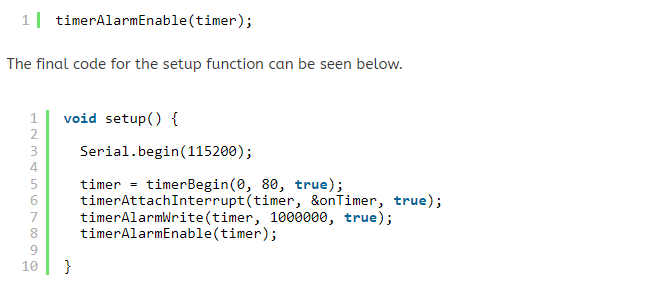 1 timerAlarmEnable(timer);
The final code for the setup function can be seen below.
1 void setup() {
2
3 Serial.begin(115200);
4
5 timer = timerBegin(0, 80, true);
6 timerAttachInterrupt(timer, &onTimer, true);
7 timerAlarmWrite(timer, 1000000, true);
8 timerAlarmEnable(timer);
9
10 }